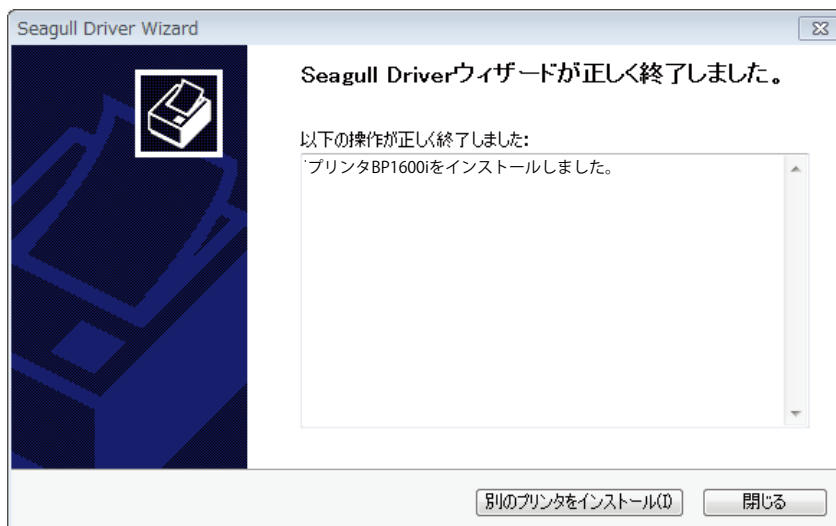 Seagull Driver Wizard
Seagull Driverウィザードが正しく終了しました。
以下の操作が正しく終了しました:
プリンタBP1600iをインストールしました。
別のプリンタをインストール(I)
閉じる